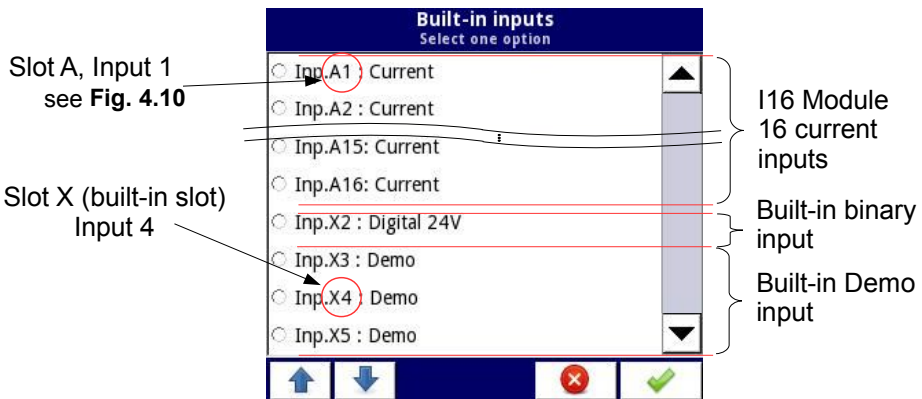 Built-in inputs
Select one option
Slot A, Input 1
see Fig. 4.10
Inp.A1 : Current
Inp.A2 : Current
Inp.A15: Current
Inp.A16: Current
I16 Module
16 current
inputs
Slot X (built-in slot)
Input 4
Inp.X2 : Digital 24V
Built-in binary
input
Inp.X3 : Demo
Inp.X4 : Demo
Inp.X5 : Demo
Built-in Demo
input